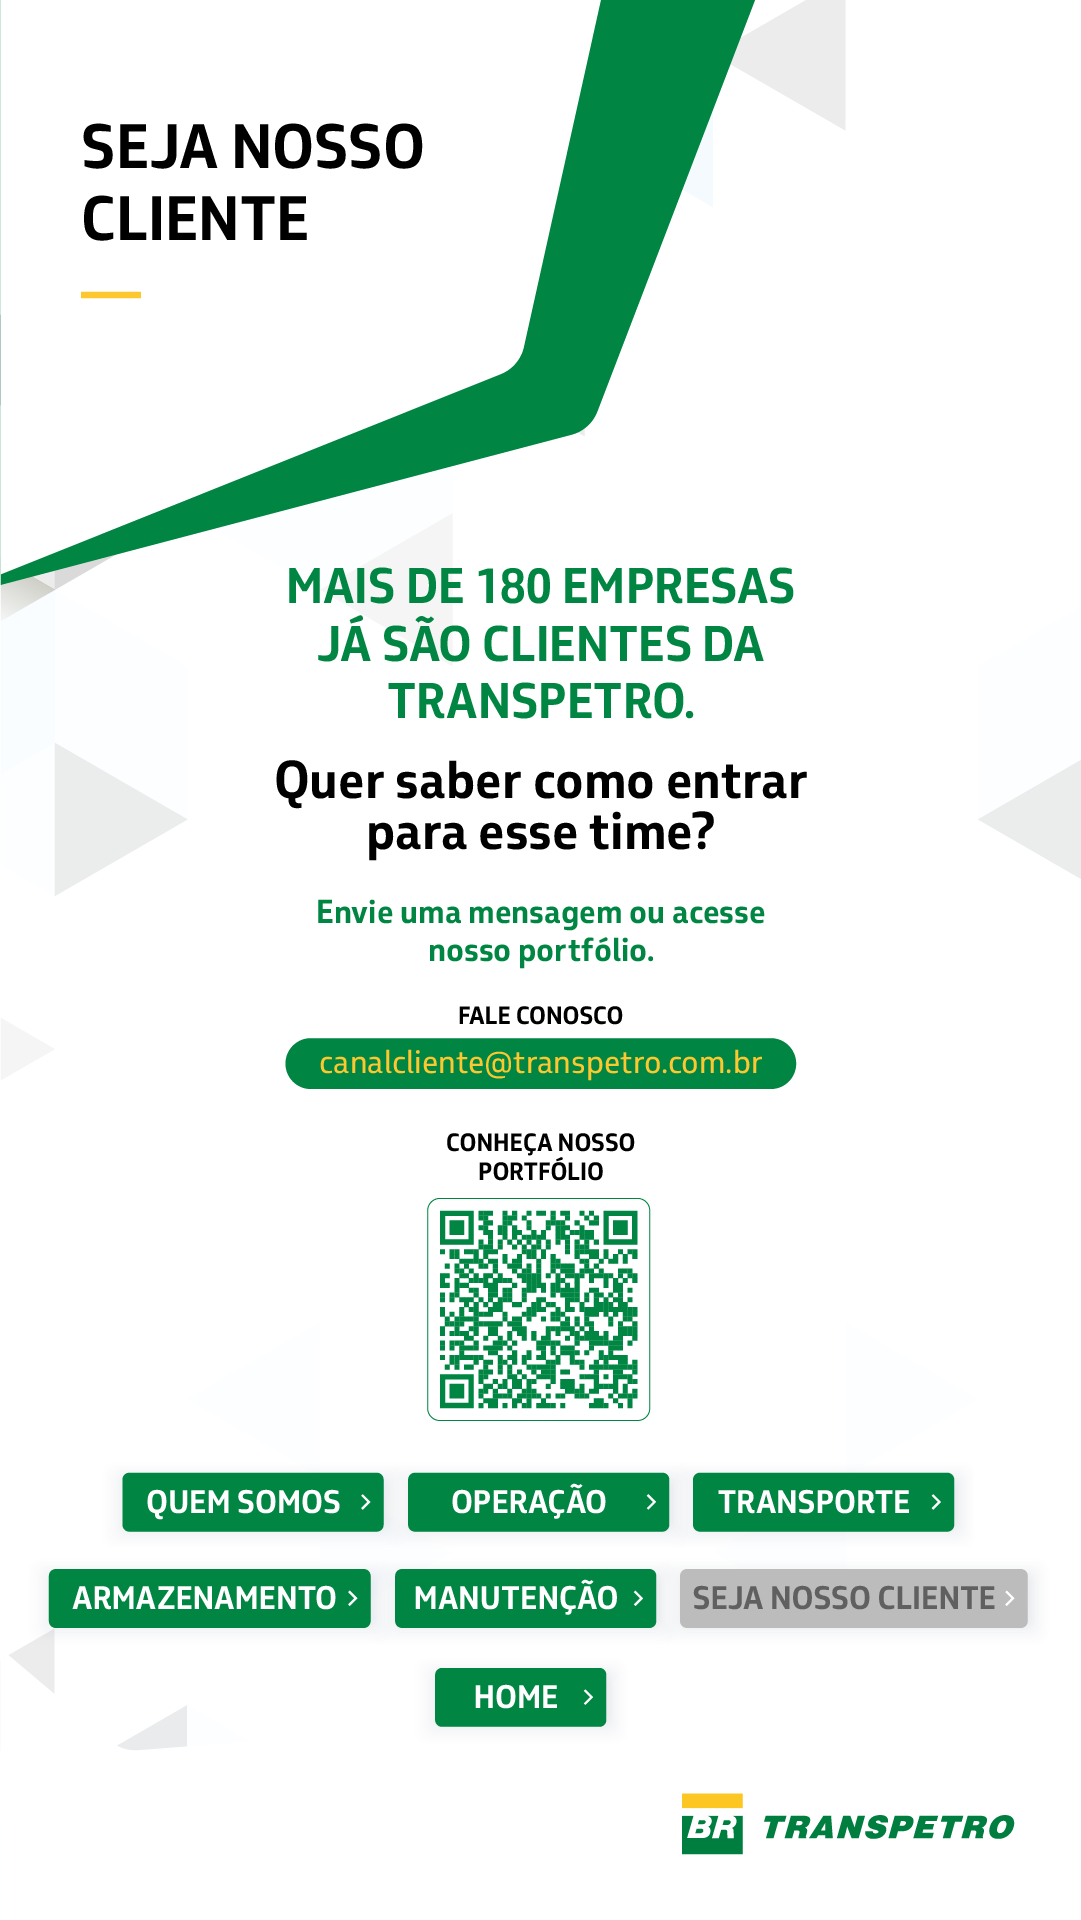 SEJA NOSSO
CLIENTE
MAIS DE 180 EMPRESAS
JÁ SÃO CLIENTES DA
TRANSPETRO.
Quer saber como entrar
para esse time?
Envie uma mensagem ou acesse
nosso portfólio.
FALE CONOSCO
canalcliente@transpetro.com.br
CONHEÇA NOSSO
PORTFÓLIO
QUEM SOMOS
OPERAÇÃO
TRANSPORTE
ARMAZENAMENTO
MANUTENÇÃO
SEJA NOSSO CLIENTE
HOME
BR TRANSPETRO